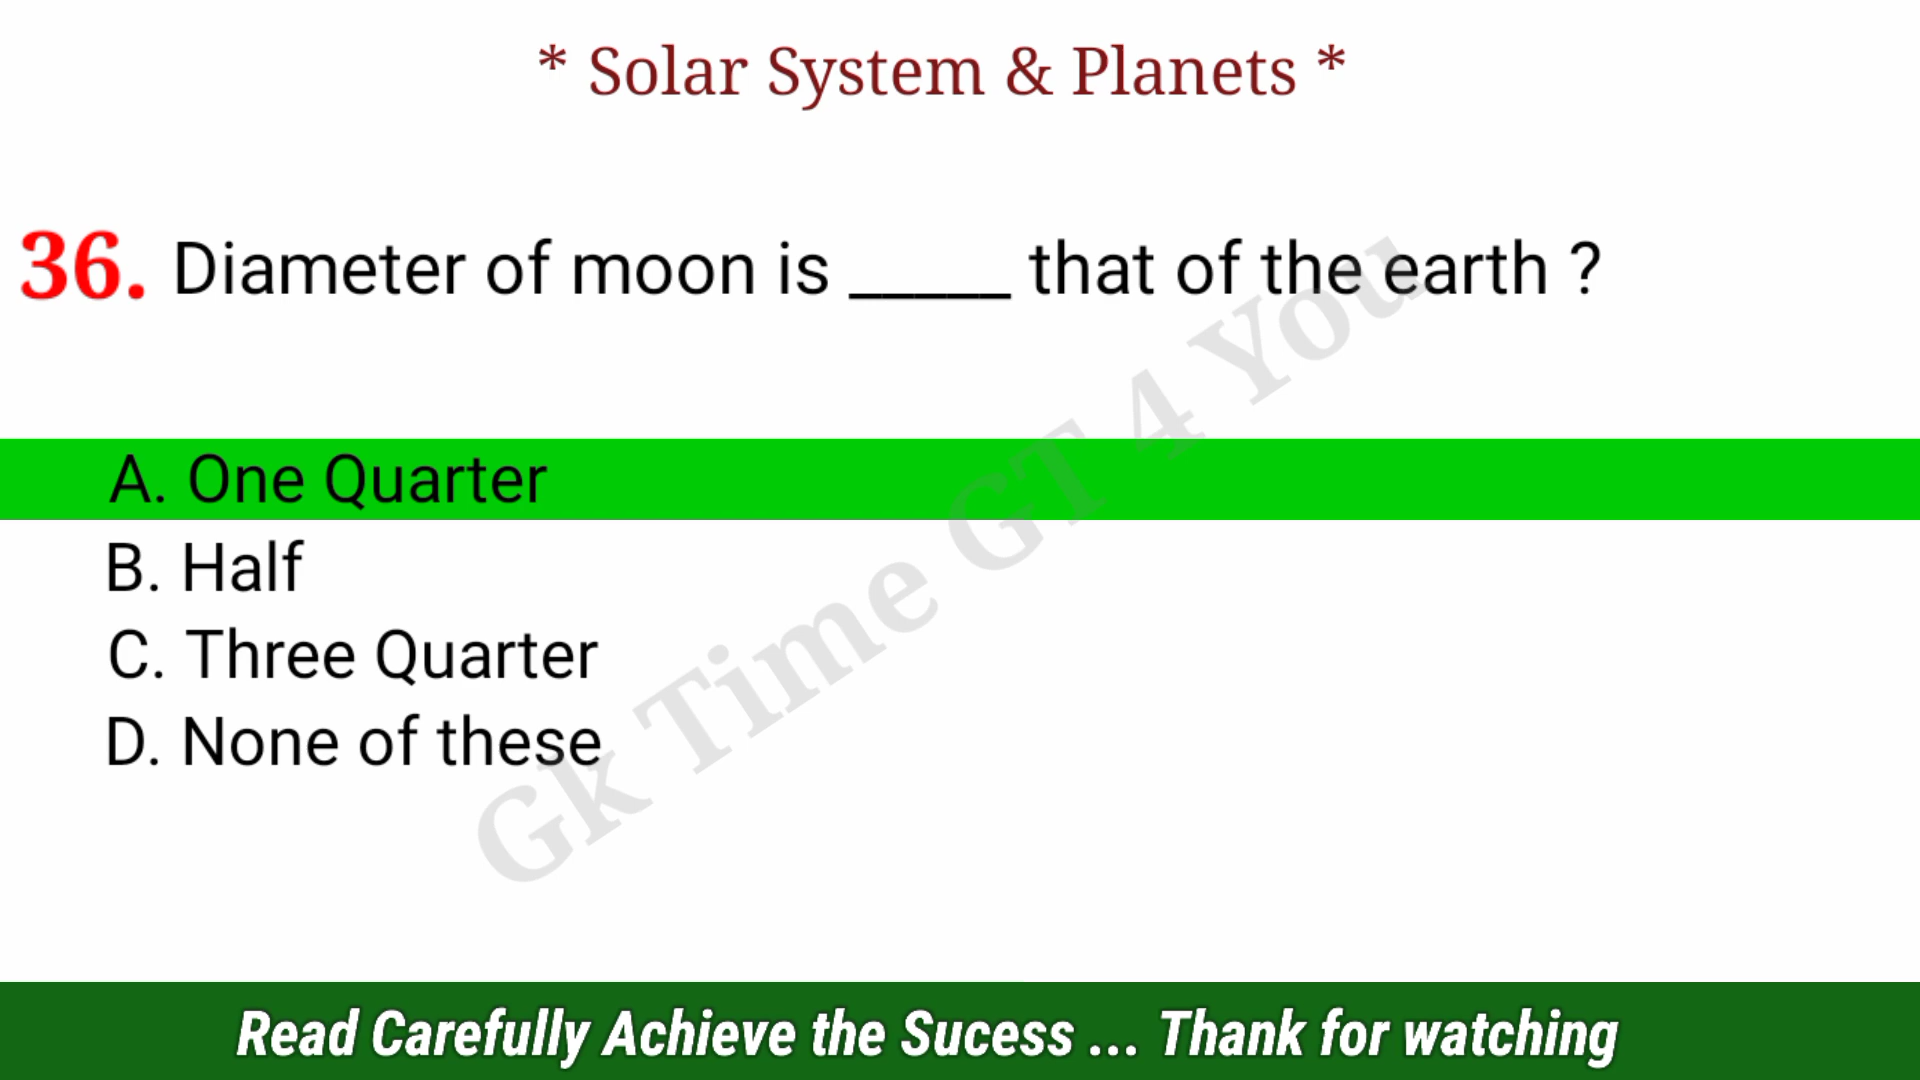 * Solar System & Planets *
36. Diameter of moon is _____ that of the earth ?
A. One Quarter
B. Half
C. Three Quarter
D. None of these
Gk Time GT 4 You
Read Carefully Achieve the Sucess ... Thank for watching